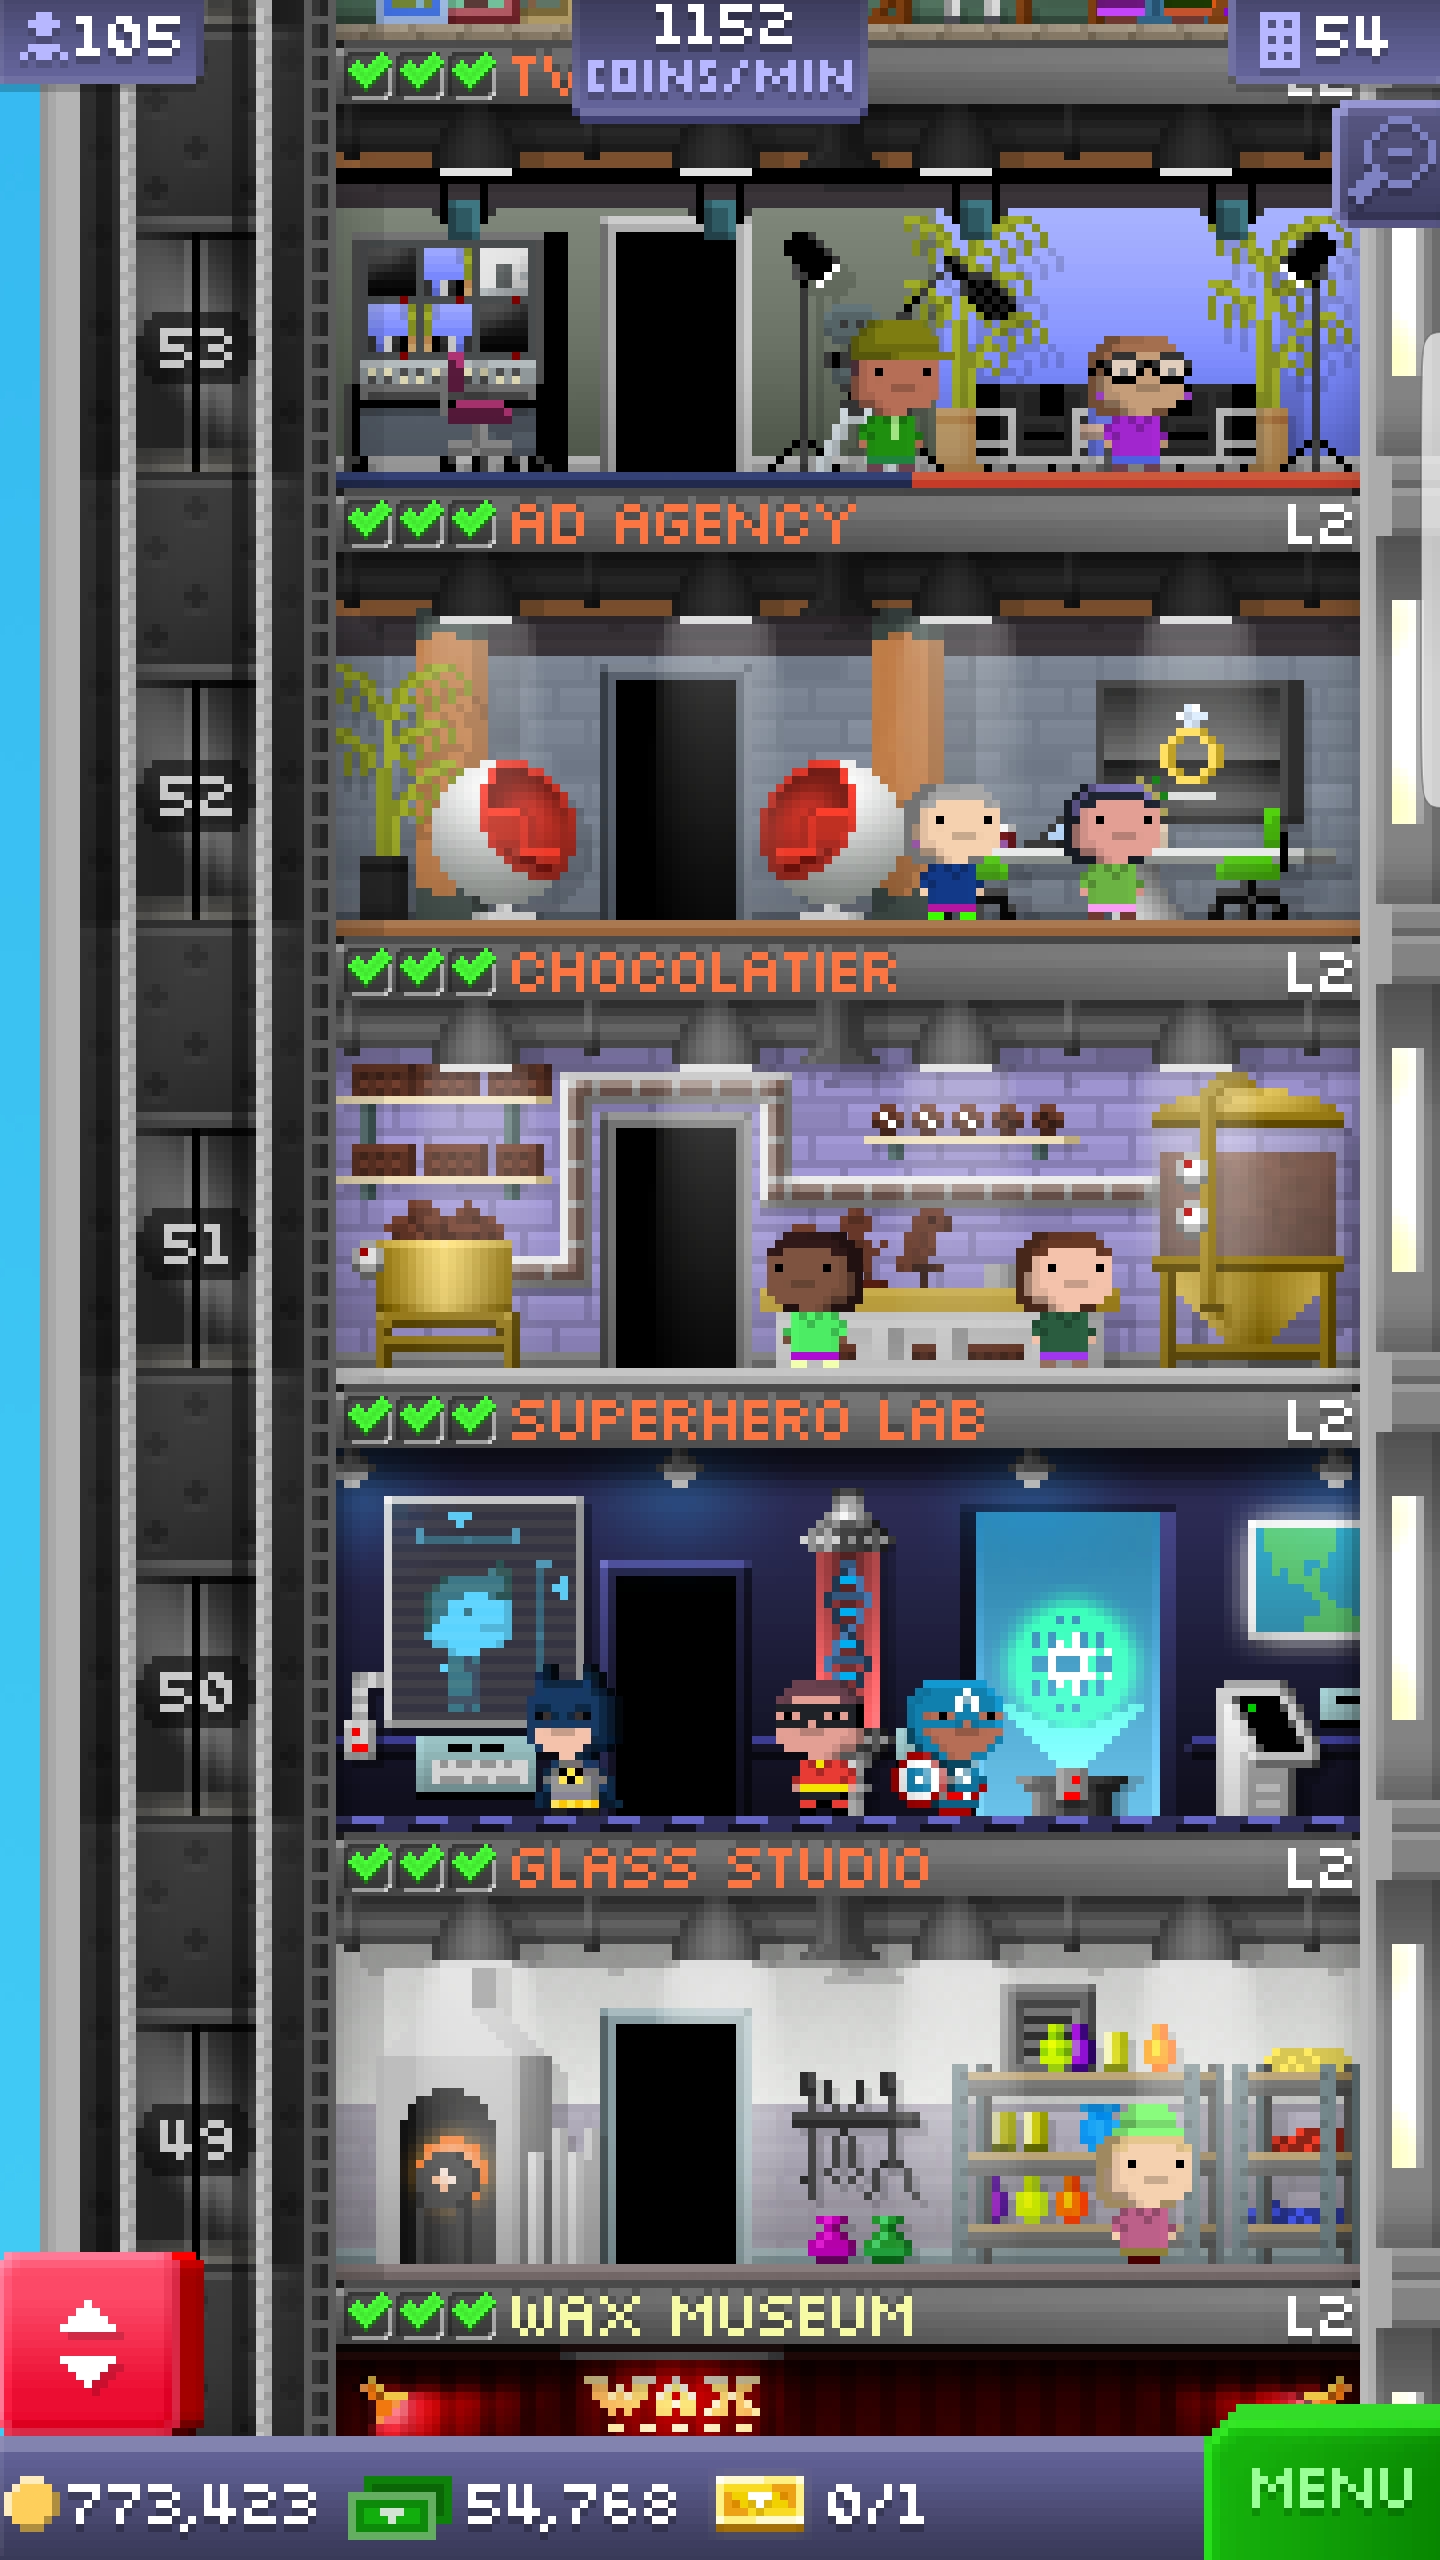 105
1152
COINS/MIN
54
TV
53
AD AGENCY L2
52
CHOCOLATIER L2
51
SUPERHERO LAB L2
50
GLASS STUDIO L2
49
WAX MUSEUM L2
WAX
773,423 54,768 0/1
MENU